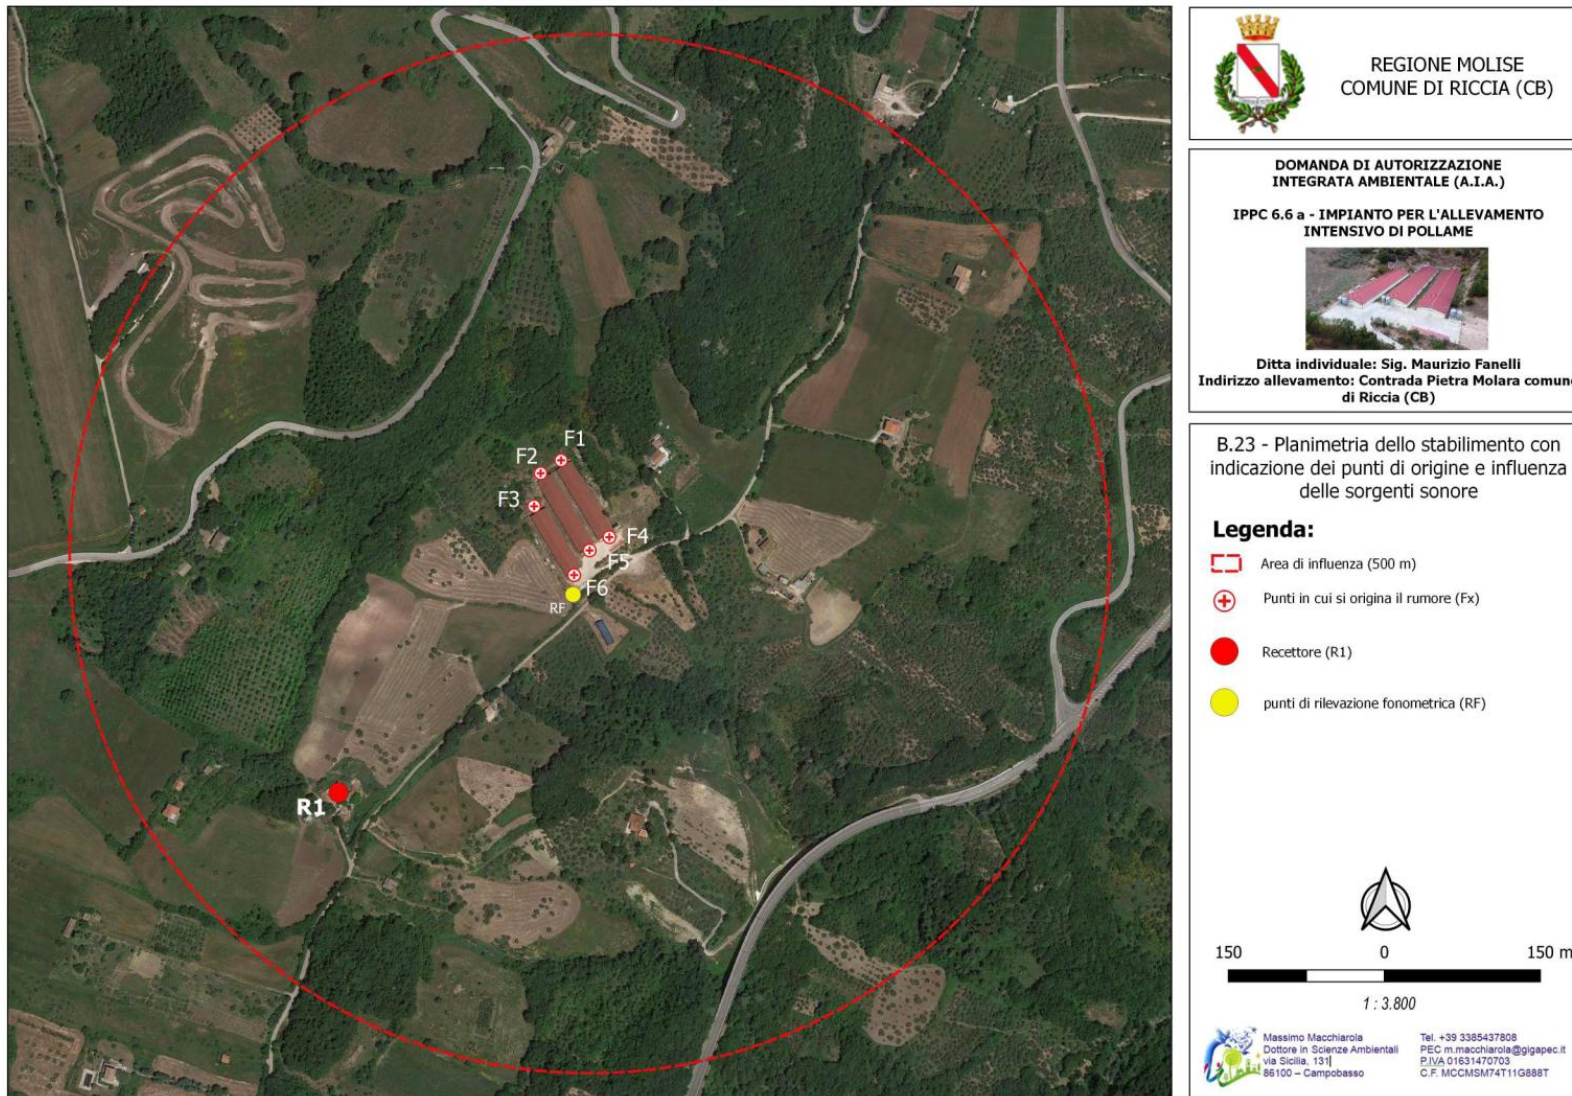 REGIONE MOLISE
COMUNE DI RICCIA (CB)
DOMANDA DI AUTORIZZAZIONE
INTEGRATA AMBIENTALE (A.I.A.)
IPPC 6.6 a - IMPIANTO PER L'ALLEVAMENTO
INTENSIVO DI POLLAME
Ditta individuale: Sig. Maurizio Fanelli
Indirizzo allevamento: Contrada Pietra Molara comune
di Riccia (CB)
B.23 - Planimetria dello stabilimento con
indicazione dei punti di origine e influenza
delle sorgenti sonore
Legenda:
Area di influenza (500 m)
Punti in cui si origina il rumore (Fx)
Recettore (R1)
punti di rilevazione fonometrica (RF)
150 0 150 m
1 : 3.800
Massimo Macchiarola
Dottore in Scienze Ambientali
via Sicilia, 131
86100 – Campobasso
Tel. +39 3385437808
PEC m.macchiarola@gigapec.it
P.IVA 01631470703
C.F. MCCMSM74T11G888T
F1
F2
F3
F4
F5
F6
RF
R1